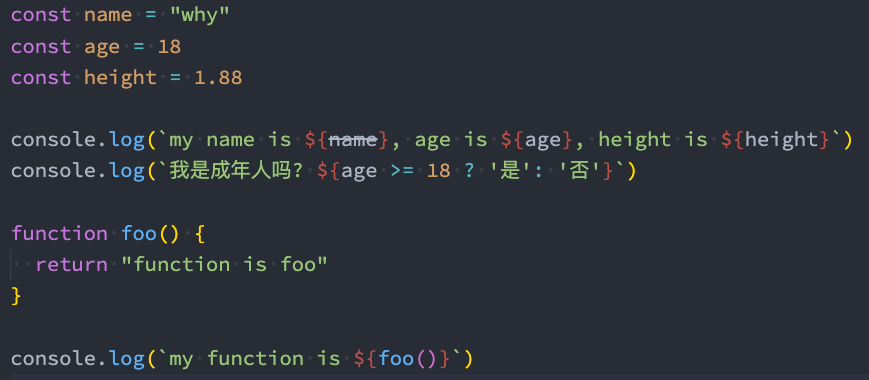 const name = "why"
const age = 18
const height = 1.88
console.log(`my name is ${name}, age is ${age}, height is ${height}`)
console.log(`我是成年人吗? ${age >= 18 ? '是': '否'}`)
function foo() {
  return "function is foo"
}
console.log(`my function is ${foo()}`)